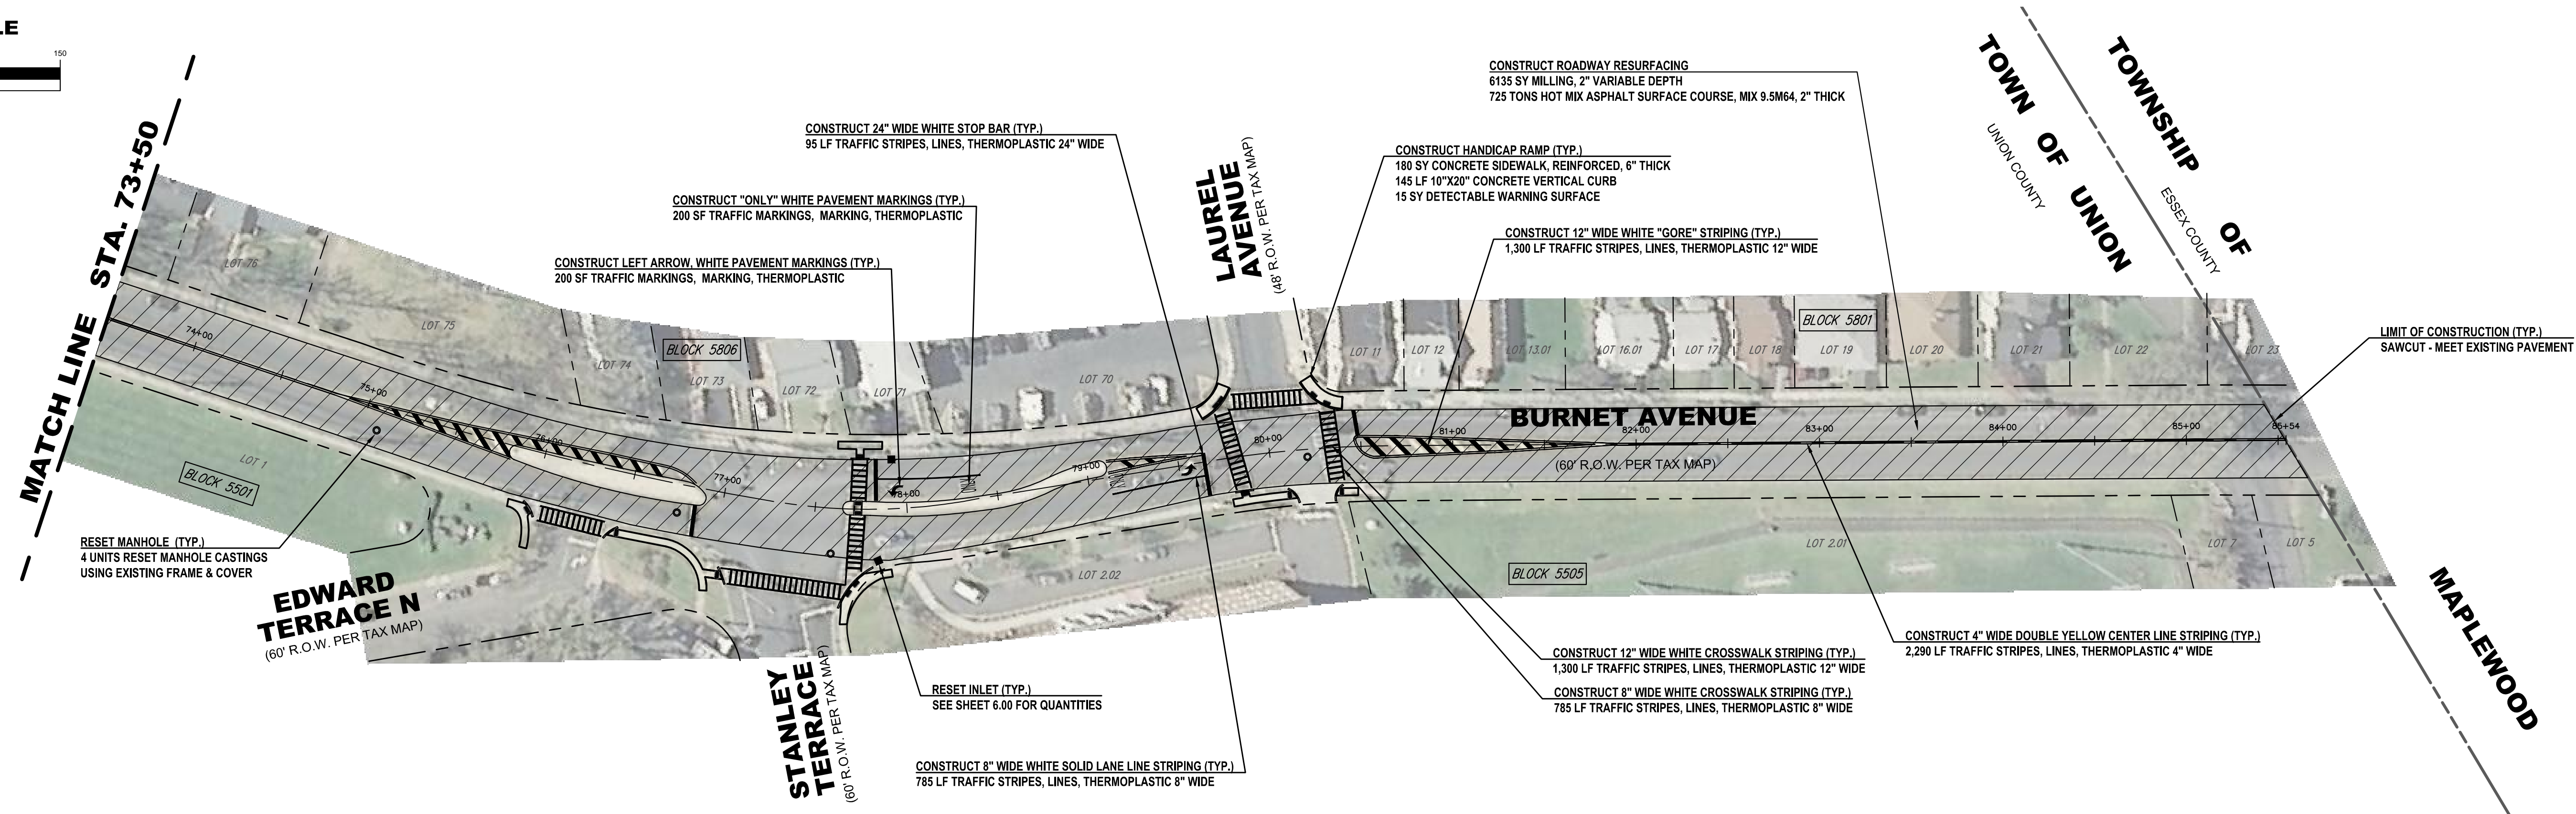 LE
150
MATCH LINE STA. 73+50
CONSTRUCT 24" WIDE WHITE STOP BAR (TYP.)
95 LF TRAFFIC STRIPES, LINES, THERMOPLASTIC 24" WIDE
CONSTRUCT "ONLY" WHITE PAVEMENT MARKINGS (TYP.)
200 SF TRAFFIC MARKINGS, MARKING, THERMOPLASTIC
CONSTRUCT LEFT ARROW, WHITE PAVEMENT MARKINGS (TYP.)
200 SF TRAFFIC MARKINGS, MARKING, THERMOPLASTIC
LAUREL
AVENUE
(48' R.O.W. PER TAX MAP)
CONSTRUCT ROADWAY RESURFACING
6135 SY MILLING, 2" VARIABLE DEPTH
725 TONS HOT MIX ASPHALT SURFACE COURSE, MIX 9.5M64, 2" THICK
CONSTRUCT HANDICAP RAMP (TYP.)
180 SY CONCRETE SIDEWALK, REINFORCED, 6" THICK
145 LF 10"X20" CONCRETE VERTICAL CURB
15 SY DETECTABLE WARNING SURFACE
CONSTRUCT 12" WIDE WHITE "GORE" STRIPING (TYP.)
1,300 LF TRAFFIC STRIPES, LINES, THERMOPLASTIC 12" WIDE
TOWN OF UNION
UNION COUNTY
TOWNSHIP OF
ESSEX COUNTY
MAPLEWOOD
LIMIT OF CONSTRUCTION (TYP.)
SAWCUT - MEET EXISTING PAVEMENT
LOT 76
LOT 75
LOT 74
BLOCK 5806
LOT 73
LOT 72
LOT 71
LOT 70
LOT 11
LOT 12
LOT 13.01
LOT 16.01
LOT 17
LOT 18
BLOCK 5801
LOT 19
LOT 20
LOT 21
LOT 22
LOT 23
74+00
75+00
76+00
77+00
78+00
ONLY
79+00
ONLY
80+00
81+00
82+00
83+00
84+00
85+00
85+54
BURNET AVENUE
(60' R.O.W. PER TAX MAP)
LOT 1
BLOCK 5501
LOT 2.02
LOT 2.01
BLOCK 5505
LOT 7
LOT 5
RESET MANHOLE (TYP.)
4 UNITS RESET MANHOLE CASTINGS
USING EXISTING FRAME & COVER
EDWARD
TERRACE N
(60' R.O.W. PER TAX MAP)
STANLEY
TERRACE
(60' R.O.W. PER TAX MAP)
RESET INLET (TYP.)
SEE SHEET 6.00 FOR QUANTITIES
CONSTRUCT 8" WIDE WHITE SOLID LANE LINE STRIPING (TYP.)
785 LF TRAFFIC STRIPES, LINES, THERMOPLASTIC 8" WIDE
CONSTRUCT 12" WIDE WHITE CROSSWALK STRIPING (TYP.)
1,300 LF TRAFFIC STRIPES, LINES, THERMOPLASTIC 12" WIDE
CONSTRUCT 8" WIDE WHITE CROSSWALK STRIPING (TYP.)
785 LF TRAFFIC STRIPES, LINES, THERMOPLASTIC 8" WIDE
CONSTRUCT 4" WIDE DOUBLE YELLOW CENTER LINE STRIPING (TYP.)
2,290 LF TRAFFIC STRIPES, LINES, THERMOPLASTIC 4" WIDE